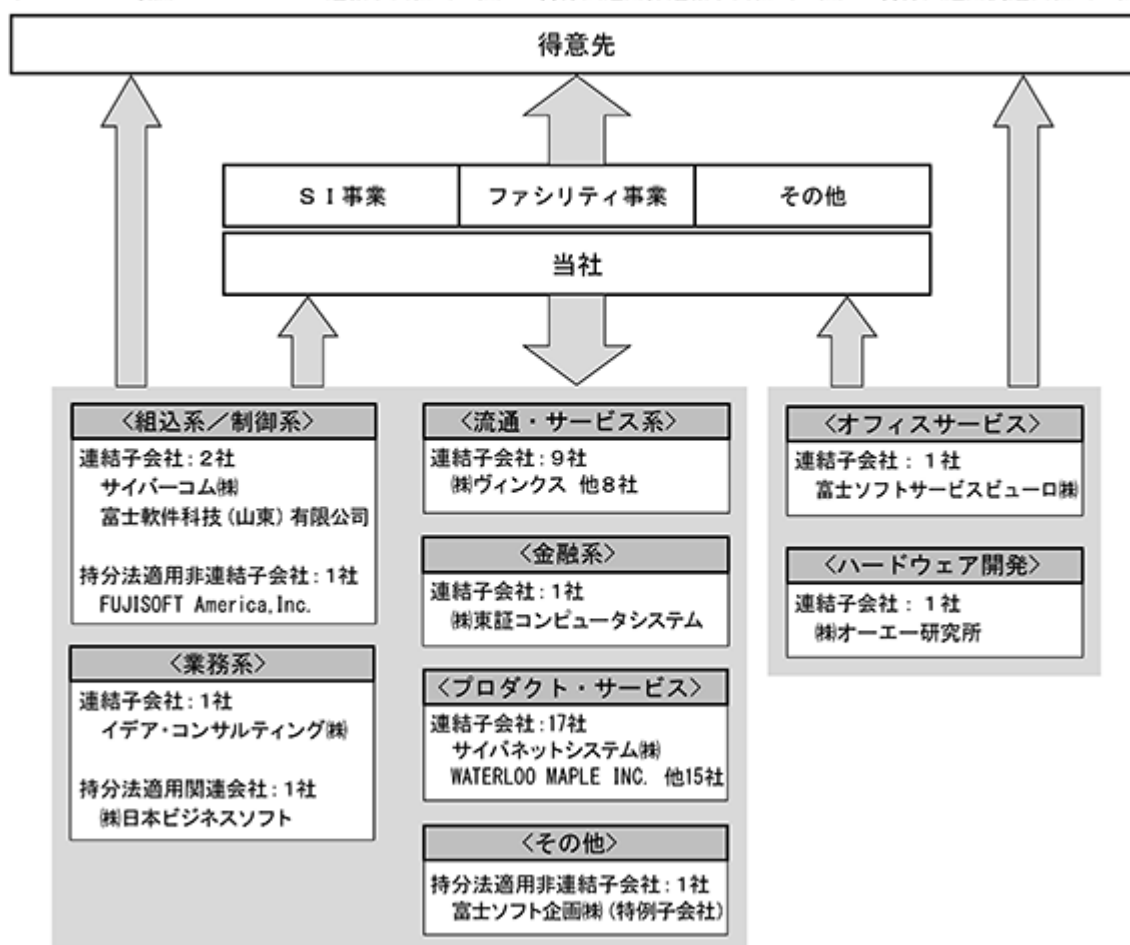 得意先
ＳＩ事業
ファシリティ事業
その他
当社
〈組込系／制御系〉
連結子会社：２社
サイバーコム㈱
富士軟件科技（山東）有限公司
持分法適用非連結子会社：１社
FUJISOFT America,Inc.
〈業務系〉
連結子会社：１社
イデア・コンサルティング㈱
持分法適用関連会社：１社
㈱日本ビジネスソフト
〈流通・サービス系〉
連結子会社：９社
㈱ヴィンクス 他８社
〈金融系〉
連結子会社：１社
㈱東証コンピュータシステム
〈プロダクト・サービス〉
連結子会社：17社
サイバネットシステム㈱
WATERLOO MAPLE INC. 他15社
〈その他〉
持分法適用非連結子会社：１社
富士ソフト企画㈱（特例子会社）
〈オフィスサービス〉
連結子会社：１社
富士ソフトサービスビューロ㈱
〈ハードウェア開発〉
連結子会社：１社
㈱オーエー研究所